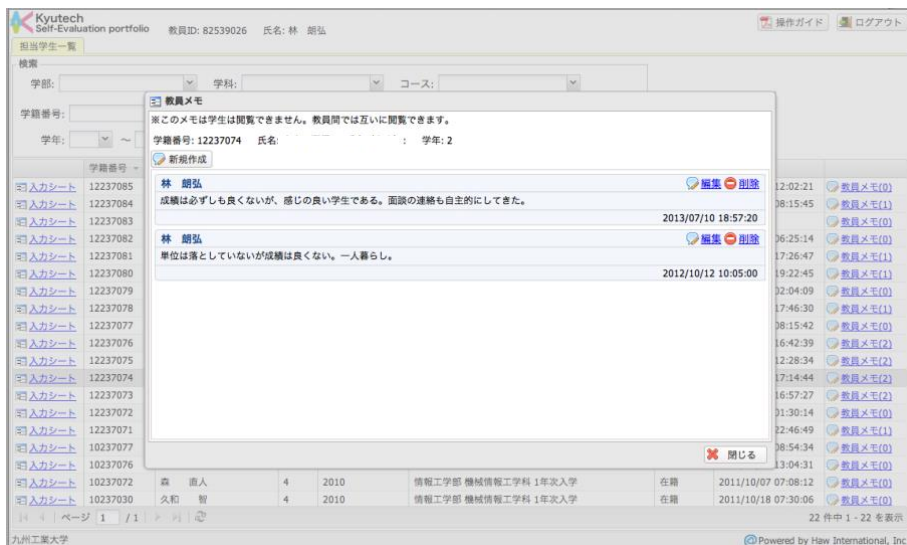 Kyutech
Self-Evaluation portfolio 教員ID: 82539026 氏名: 林 朗弘 操作ガイド ログアウト
担当学生一覧
検索
学部: 学科: コース:
学籍番号:
学年: ~
教員メモ
※このメモは学生は閲覧できません。教員間では互いに閲覧できます。
学籍番号: 12237074 氏名: : 学年: 2
新規作成
林 朗弘 編集 削除
成績は必ずしも良くないが、感じの良い学生である。面談の連絡も自主的にしてきた。
2013/07/10 18:57:20
林 朗弘 編集 削除
単位は落としていないが成績は良くない。一人暮らし。
2012/10/12 10:05:00
閉じる
学籍番号
入力シート 12237085 12:02:21 教員メモ(0)
入力シート 12237084 08:15:45 教員メモ(1)
入力シート 12237083 教員メモ(0)
入力シート 12237082 06:25:14 教員メモ(0)
入力シート 12237081 17:26:47 教員メモ(1)
入力シート 12237080 19:22:45 教員メモ(1)
入力シート 12237079 02:04:09 教員メモ(0)
入力シート 12237078 17:46:30 教員メモ(1)
入力シート 12237077 08:15:42 教員メモ(0)
入力シート 12237076 16:42:39 教員メモ(2)
入力シート 12237075 12:28:34 教員メモ(2)
入力シート 12237074 17:14:44 教員メモ(2)
入力シート 12237073 16:57:27 教員メモ(2)
入力シート 12237072 01:30:14 教員メモ(0)
入力シート 12237071 22:46:49 教員メモ(1)
入力シート 10237077 08:54:34 教員メモ(0)
入力シート 10237076 13:04:31 教員メモ(0)
入力シート 10237072 森 直人 4 2010 情報工学部 機械情報工学科 1年次入学 在籍 2011/10/07 07:08:12 教員メモ(0)
入力シート 10237030 久和 智 4 2010 情報工学部 機械情報工学科 1年次入学 在籍 2011/10/18 07:30:06 教員メモ(0)
ページ 1 / 1 22 件中 1 - 22 を表示
九州工業大学 Powered by Haw International, Inc